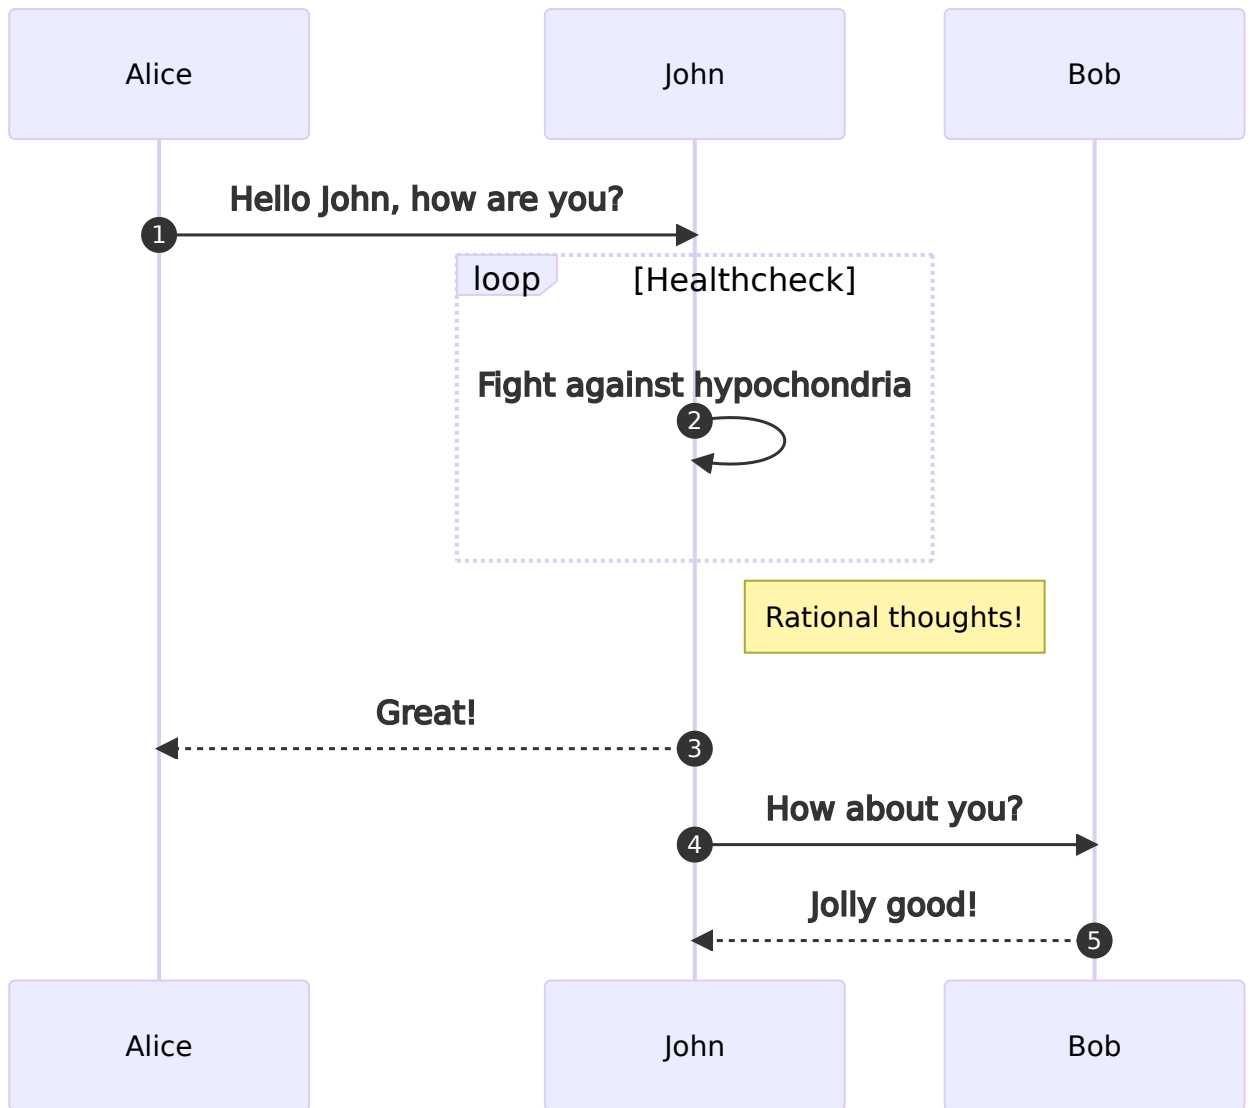 Alice
John
Bob
Hello John, how are you?
1
loop
[Healthcheck]
Fight against hypochondria
2
Rational thoughts!
Great!
3
How about you?
4
Jolly good!
5
Alice
John
Bob